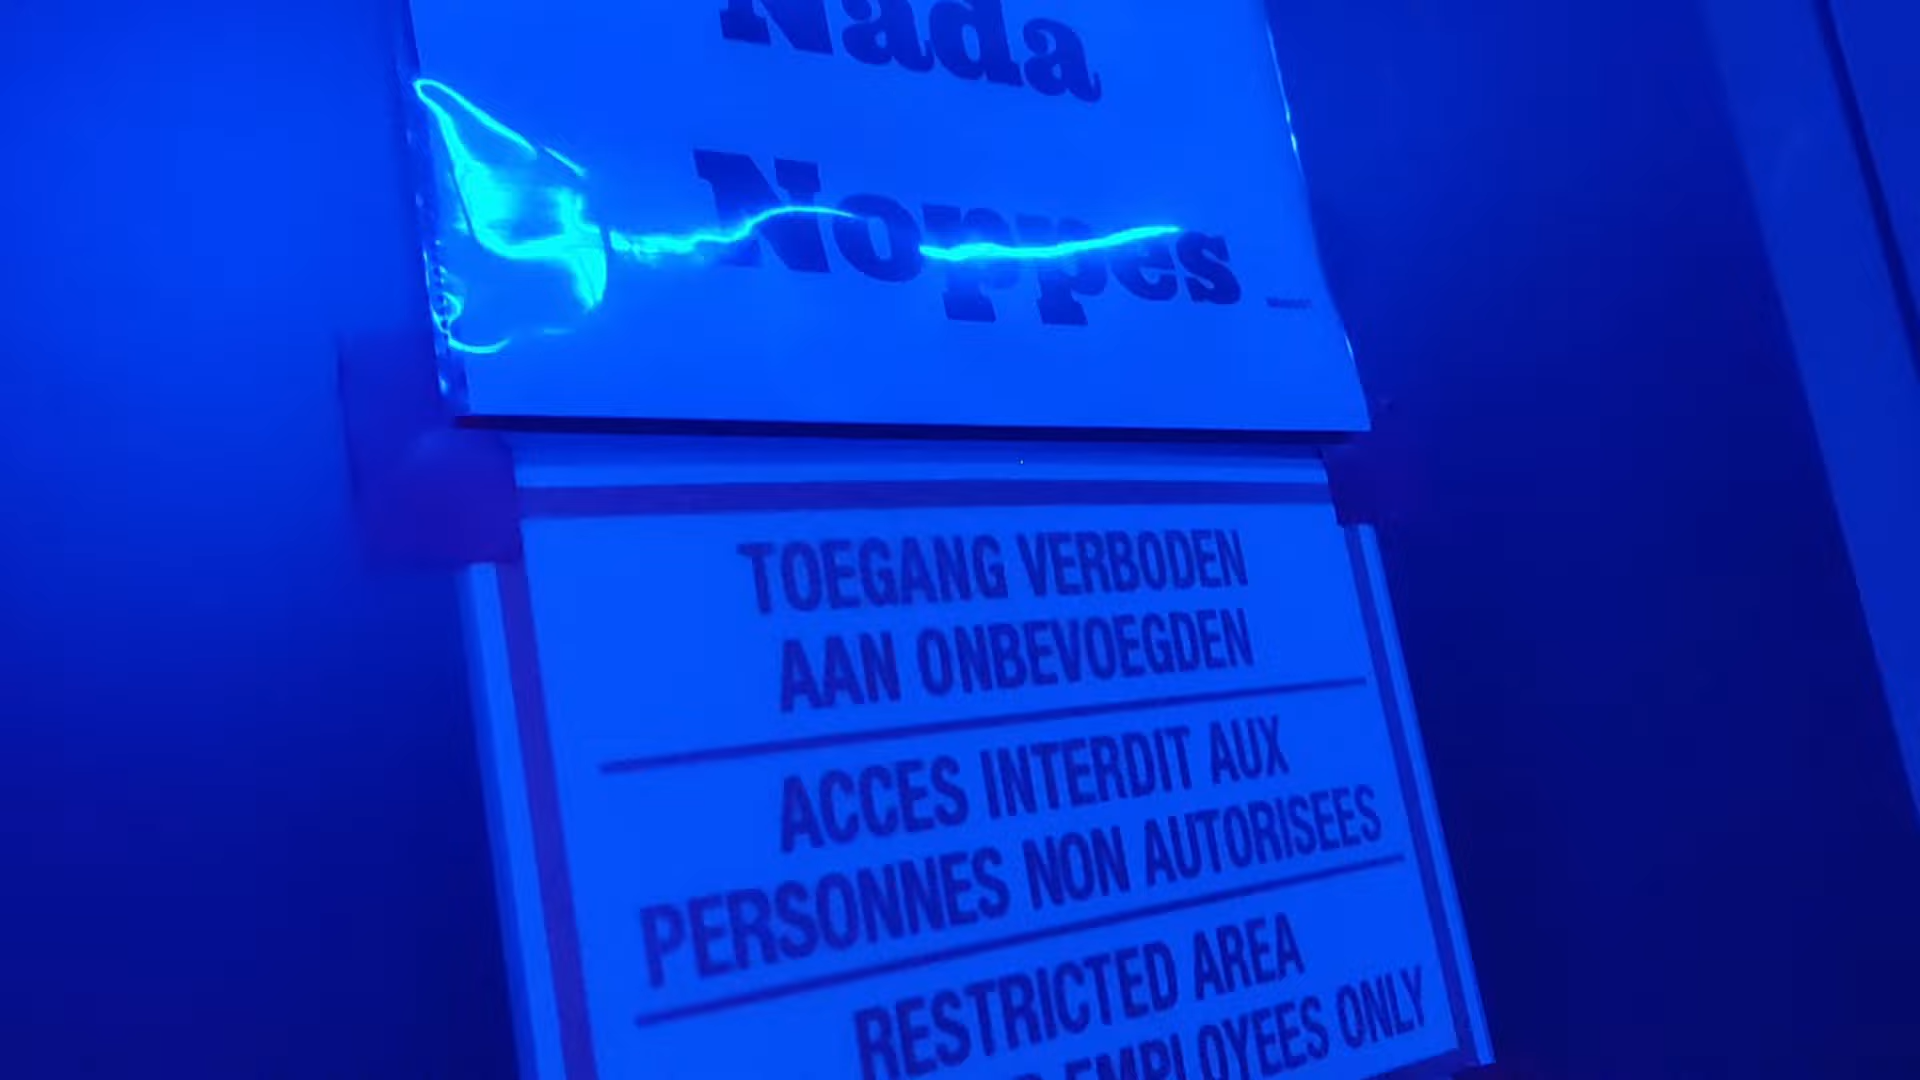 Nada
Noppes
TOEGANG VERBODEN
AAN ONBEVOEGDEN
ACCES INTERDIT AUX
PERSONNES NON AUTORISEES
RESTRICTED AREA
EMPLOYEES ONLY